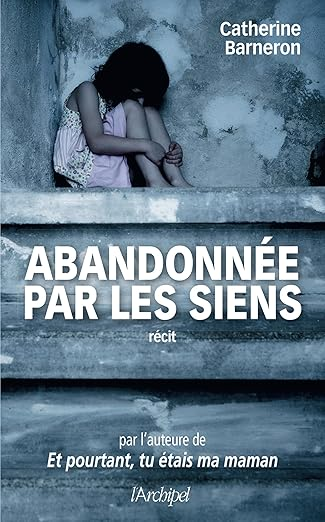 Catherine
Barneron
ABANDONNÉE
PAR LES SIENS
récit
par l'auteure de
Et pourtant, tu étais ma maman
l'Archipel